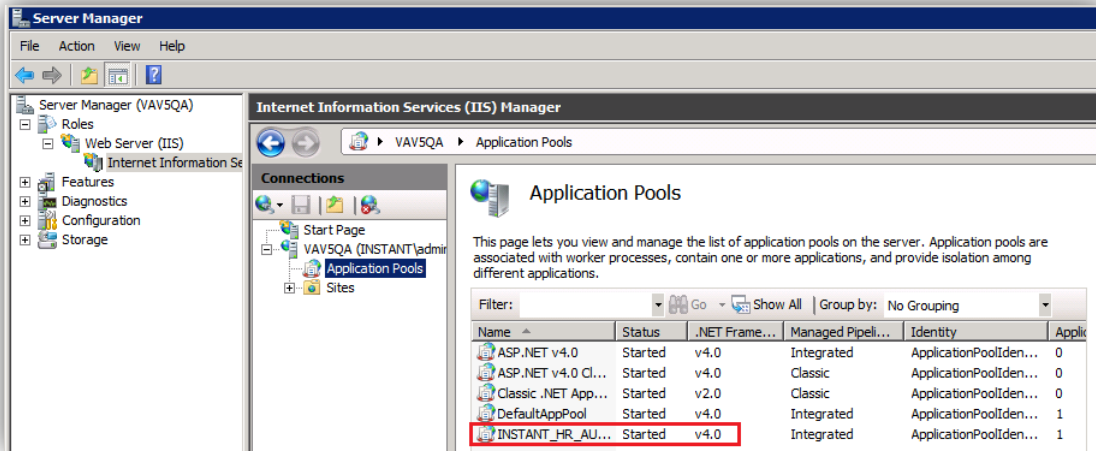 Server Manager
File Action View Help
Server Manager (VAV5QA)
Roles
Web Server (IIS)
Internet Information Se
Features
Diagnostics
Configuration
Storage
Internet Information Services (IIS) Manager
VAV5QA Application Pools
Connections
Start Page
VAV5QA (INSTANT\admir
Application Pools
Sites
Application Pools
This page lets you view and manage the list of application pools on the server. Application pools are
associated with worker processes, contain one or more applications, and provide isolation among
different applications.
Filter: Go Show All Group by: No Grouping
Name Status .NET Frame... Managed Pipeli... Identity Applic
ASP.NET v4.0 Started v4.0 Integrated ApplicationPoolIden... 0
ASP.NET v4.0 Cl... Started v4.0 Classic ApplicationPoolIden... 0
Classic .NET App... Started v2.0 Classic ApplicationPoolIden... 0
DefaultAppPool Started v4.0 Integrated ApplicationPoolIden... 1
INSTANT_HR_AU... Started v4.0 Integrated ApplicationPoolIden... 1